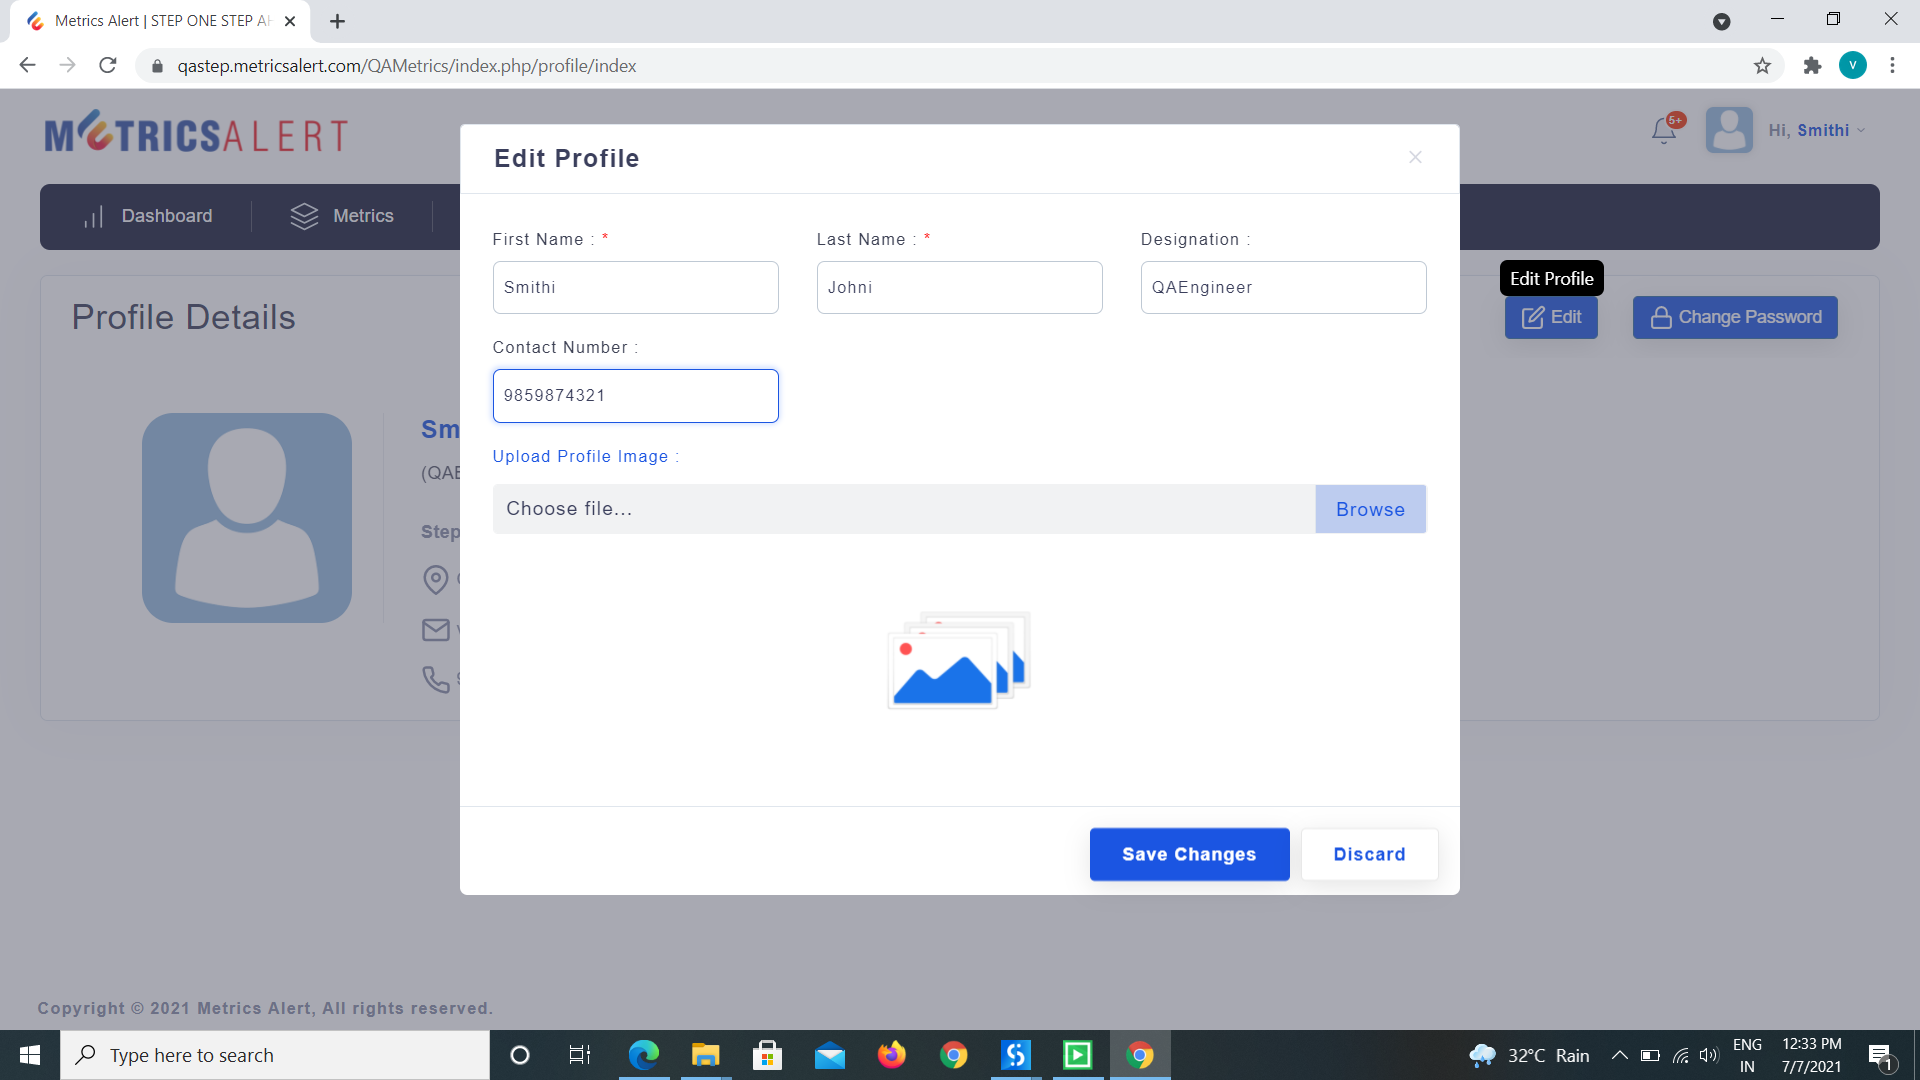 Metrics Alert | STEP ONE STEP AH
qastep.metricsalert.com/QAMetrics/index.php/profile/index
V
METRICSALERT
5+
Hi, Smithi
Dashboard
Metrics
Edit Profile
First Name : *
Last Name : *
Designation :
Smithi
Johni
QAEngineer
Contact Number :
9859874321
Upload Profile Image :
Choose file...
Browse
Save Changes
Discard
Profile Details
Edit Profile
Edit
Change Password
Sm
(QAE
Step
Copyright © 2021 Metrics Alert, All rights reserved.
Type here to search
32°C Rain
ENG
IN
12:33 PM
7/7/2021
1